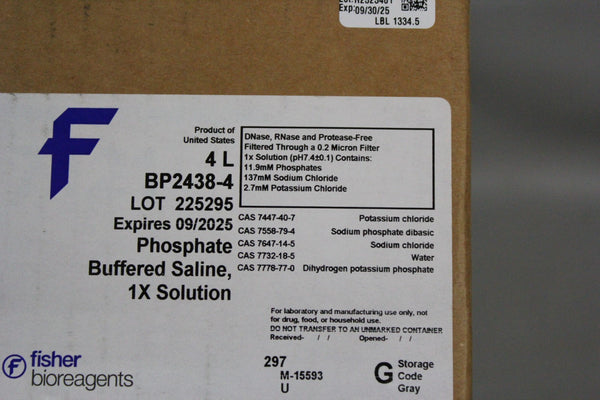 Exp:09/30/25
LBL 1334.5
F
Product of
United States
4 L
BP2438-4
LOT 225295
Expires 09/2025
Phosphate
Buffered Saline,
1X Solution
DNase, RNase and Protease-Free
Filtered Through a 0.2 Micron Filter
1x Solution (pH7.4±0.1) Contains:
11.9mM Phosphates
137mM Sodium Chloride
2.7mM Potassium Chloride
CAS 7447-40-7 Potassium chloride
CAS 7558-79-4 Sodium phosphate dibasic
CAS 7647-14-5 Sodium chloride
CAS 7732-18-5 Water
CAS 7778-77-0 Dihydrogen potassium phosphate
For laboratory and manufacturing use only, not
for drug, food, or household use.
DO NOT TRANSFER TO AN UNMARKED CONTAINER
Received- / / Opened- / /
f fisher
bioreagents
297
M-15593
U
G Storage
Code
Gray